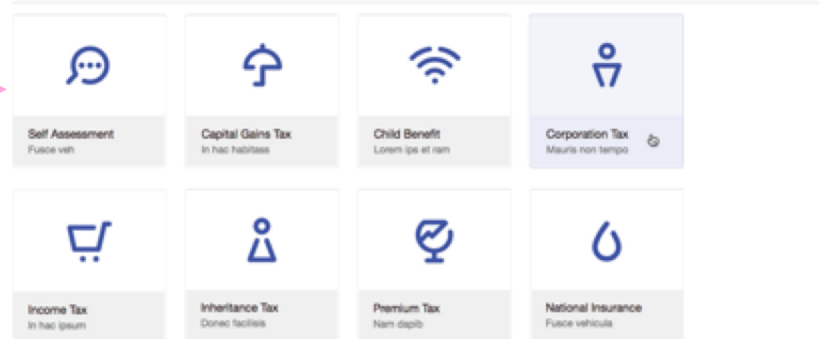 Self Assessment
Fusce veh
Capital Gains Tax
In hac habitass
Child Benefit
Lorem ips et ram
Corporation Tax
Mauris non tempo
Income Tax
In hac ipsum
Inheritance Tax
Donec facilisis
Premium Tax
Nam dapib
National Insurance
Fusce vehicula